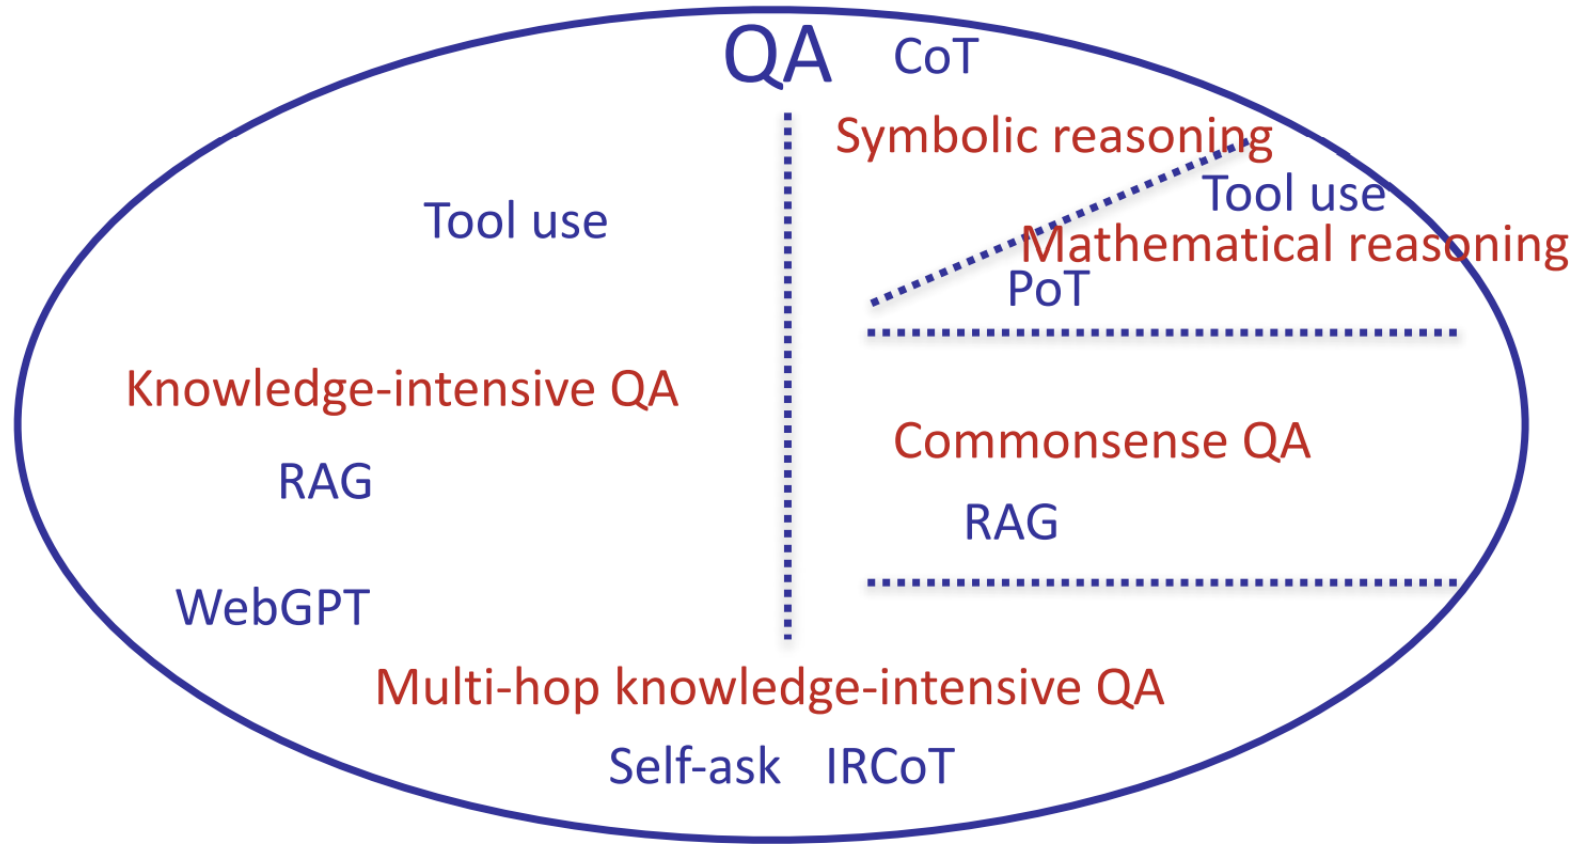 QA
CoT
Symbolic reasoning
Tool use
Tool use
Mathematical reasoning
PoT
Knowledge-intensive QA
Commonsense QA
RAG
RAG
WebGPT
Multi-hop knowledge-intensive QA
Self-ask IRCoT